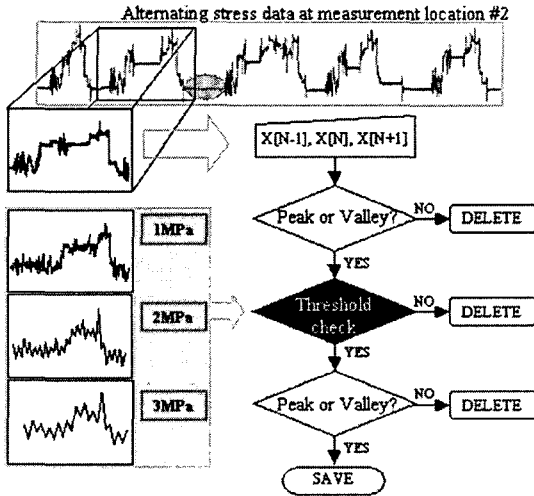 Alternating stress data at measurement location #2
X[N-1], X[N], X[N+1]
Peak or Valley?
NO
DELETE
YES
1MPa
2MPa
3MPa
Threshold
check
NO
DELETE
YES
Peak or Valley?
NO
DELETE
YES
SAVE